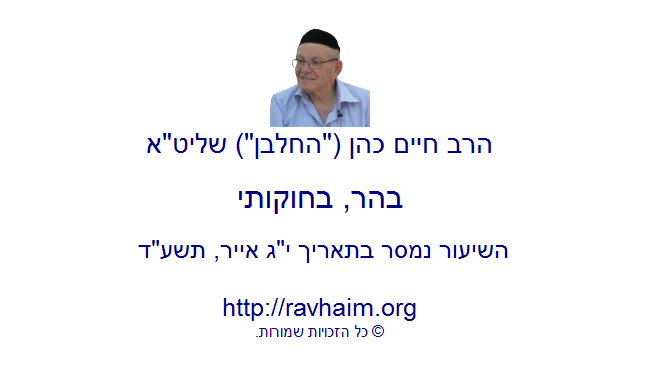 הרב חיים כהן ("החלבן") שליט"א
בהר, בחוקותי
השיעור נמסר בתאריך י"ג אייר, תשע"ד
http://ravhaim.org
© כל הזכויות שמורות.